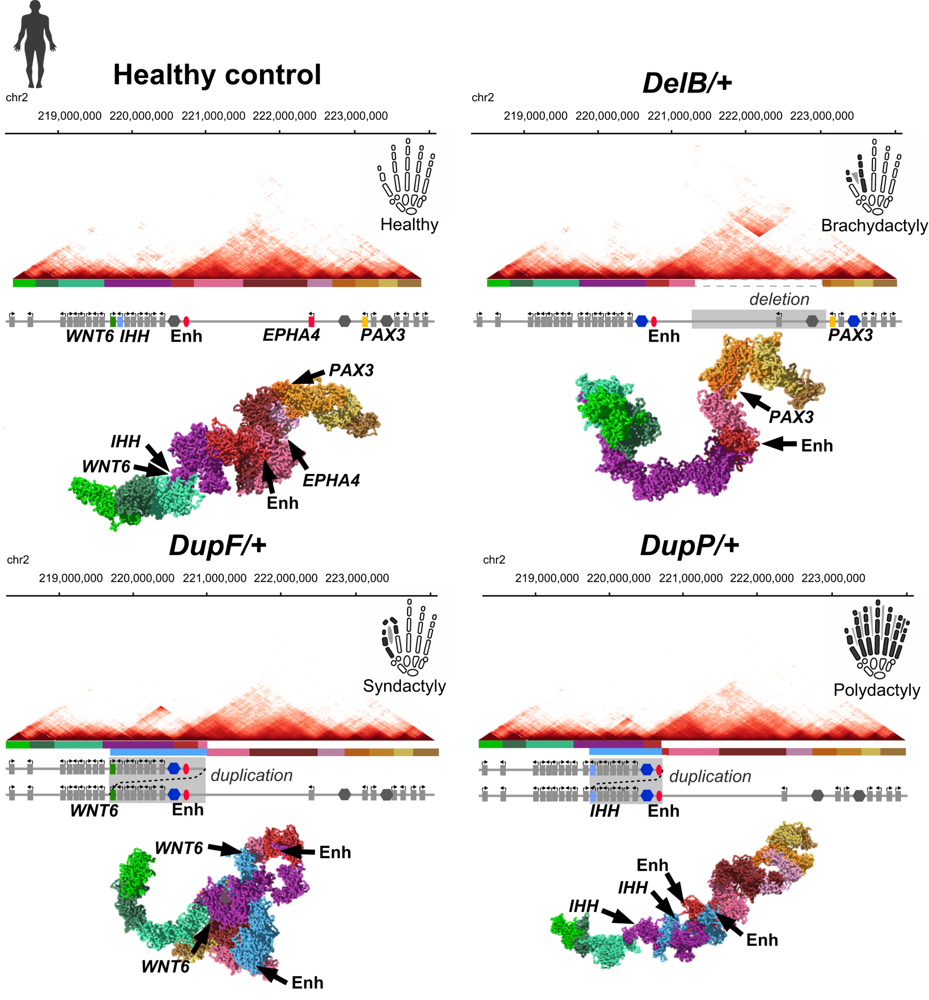 Healthy control
chr2
219,000,000 220,000,000 221,000,000 222,000,000 223,000,000
Healthy
WNT6 IHH Enh EPHA4 PAX3
PAX3
IHH
WNT6
EPHA4
Enh
DelB/+
chr2
219,000,000 220,000,000 221,000,000 222,000,000 223,000,000
Brachydactyly
deletion
Enh PAX3
PAX3
Enh
DupF/+
chr2
219,000,000 220,000,000 221,000,000 222,000,000 223,000,000
Syndactyly
duplication
WNT6 Enh
WNT6 Enh
WNT6
Enh
DupP/+
chr2
219,000,000 220,000,000 221,000,000 222,000,000 223,000,000
Polydactyly
duplication
IHH Enh
Enh
IHH
IHH
Enh